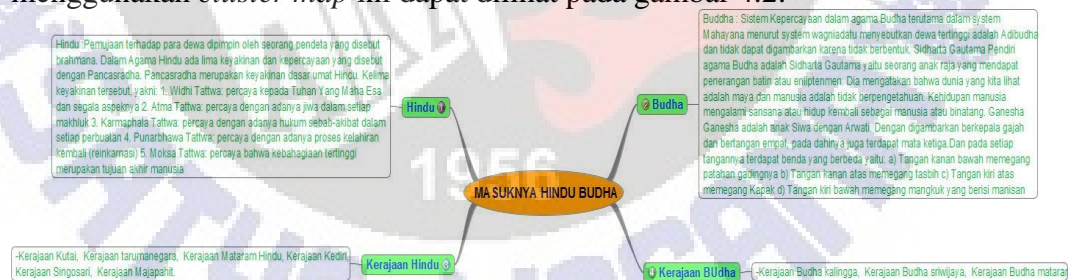 menggunakan cluster map ini dapat dilihat pada gambar 4.2.
Hindu :Pemujaan terhadap para dewa dipimpin oleh seorang pendeta yang disebut
brahmana. Dalam Agama Hindu ada lima keyakinan dan kepercayaan yang disebut
dengan Pancasradha. Pancasradha merupakan keyakinan dasar umat Hindu. Kelima
keyakinan tersebut, yakni: 1. Widhi Tattwa: percaya kepada Tuhan Yang Maha Esa
dan segala aspeknya 2. Atma Tattwa: percaya dengan adanya jiwa dalam setiap
makhluk 3. Karmaphala Tattwa: percaya dengan adanya hukum sebab-akibat dalam
setiap perbuatan 4. Punarbhawa Tattwa: percaya dengan adanya proses kelahiran
kembali (reinkarnasi) 5. Moksa Tattwa: percaya bahwa kebahagiaan tertinggi
merupakan tujuan akhir manusia
Hindu 1
Buddha : Sistem Kepercayaan dalam agama Budha terutama dalam system
Mahayana menurut system wagniadatu menyebutkan dewa tertinggi adalah Adibudha
dan tidak dapat digambarkan karena tidak berbentuk. Sidharta Gautama Pendiri
agama Budha adalah Sidharta Gautama yaitu seorang anak raja yang mendapat
penerangan batin atau enliptenmen. Dia mengatakan bahwa dunia yang kita lihat
adalah maya dan manusia adalah tidak berpengetahuan. Kehidupan manusia
mengalami sansana atau hidup kembali sebagai manusia atau binatang. Ganesha
Ganesha adalah anak Siwa dengan Arwati. Dengan digambarkan berkepala gajah
dan bertangan empat, pada dahinya juga terdapat mata ketiga.Dan pada setiap
tangannya terdapat benda yang berbeda yaitu: a) Tangan kanan bawah memegang
patahan gadingnya b) Tangan kanan atas memegang tasbih c) Tangan kiri atas
memegang Kapak d) Tangan kiri bawah memegang mangkuk yang berisi manisan
2 Budha
1956
MASUKNYA HINDU BUDHA
-Kerajaan Kutai, Kerajaan tarumanegara, Kerajaan Mataram Hindu, Kerajaan Kediri,
Kerajaan Singosari, Kerajaan Majapahit.
Kerajaan Hindu 3
4 Kerajaan BUdha
-Kerajaan Budha kalingga, Kerajaan Budha sriwijaya, Kerajaan Budha mataram